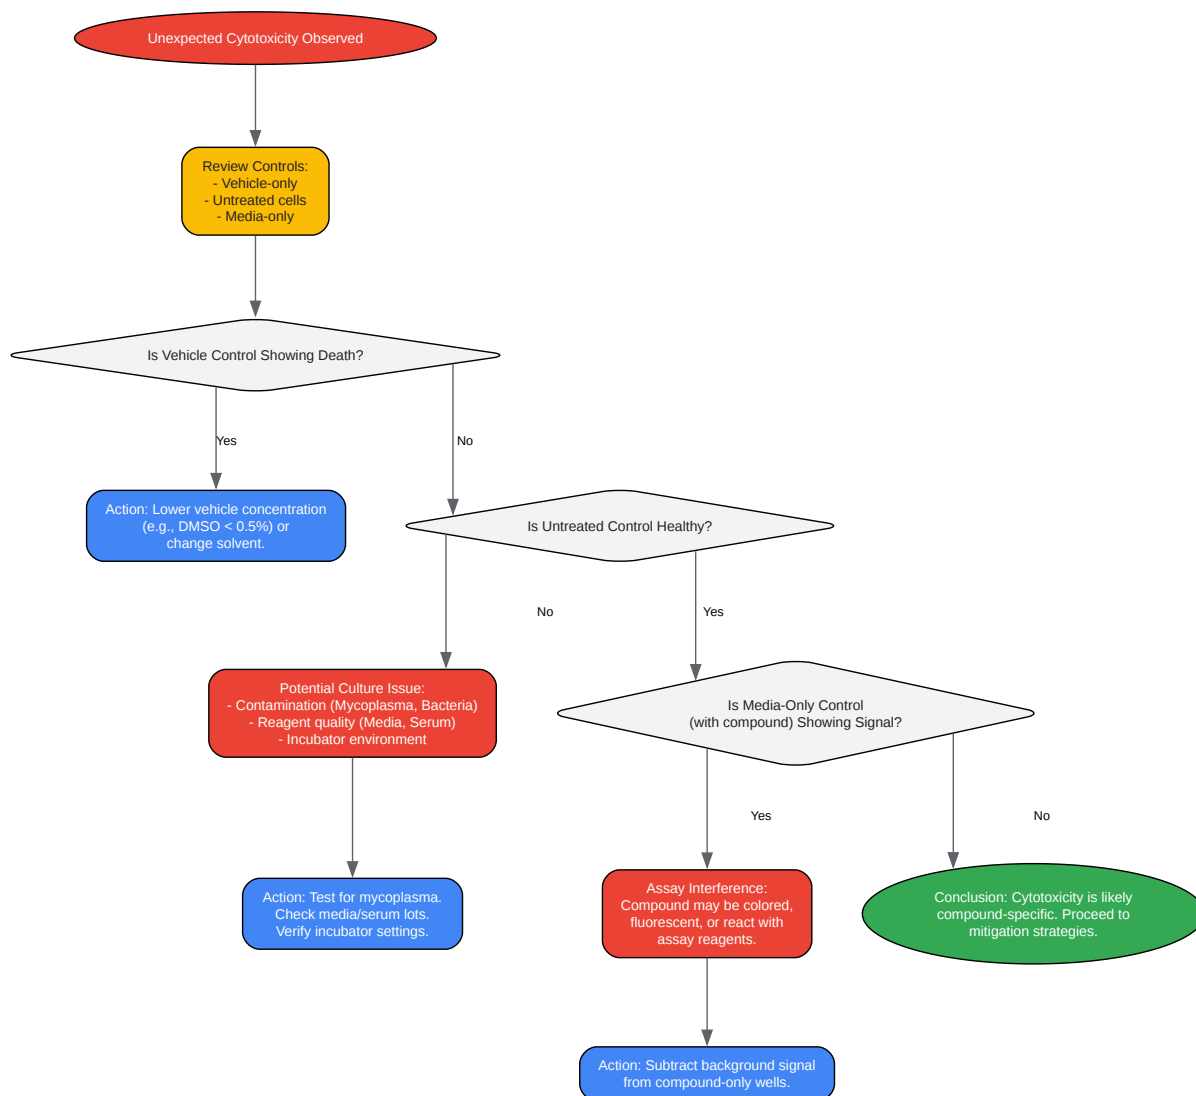 Unexpected Cytotoxicity Observed
Review Controls:
- Vehicle-only
- Untreated cells
- Media-only
Is Vehicle Control Showing Death?
Yes
No
Action: Lower vehicle concentration
(e.g., DMSO < 0.5%) or
change solvent.
Is Untreated Control Healthy?
No
Yes
Potential Culture Issue:
- Contamination (Mycoplasma, Bacteria)
- Reagent quality (Media, Serum)
- Incubator environment
Is Media-Only Control
(with compound) Showing Signal?
Yes
No
Action: Test for mycoplasma.
Check media/serum lots.
Verify incubator settings.
Assay Interference:
Compound may be colored,
fluorescent, or react with
assay reagents.
Conclusion: Cytotoxicity is likely
compound-specific. Proceed to
mitigation strategies.
Action: Subtract background signal
from compound-only wells.